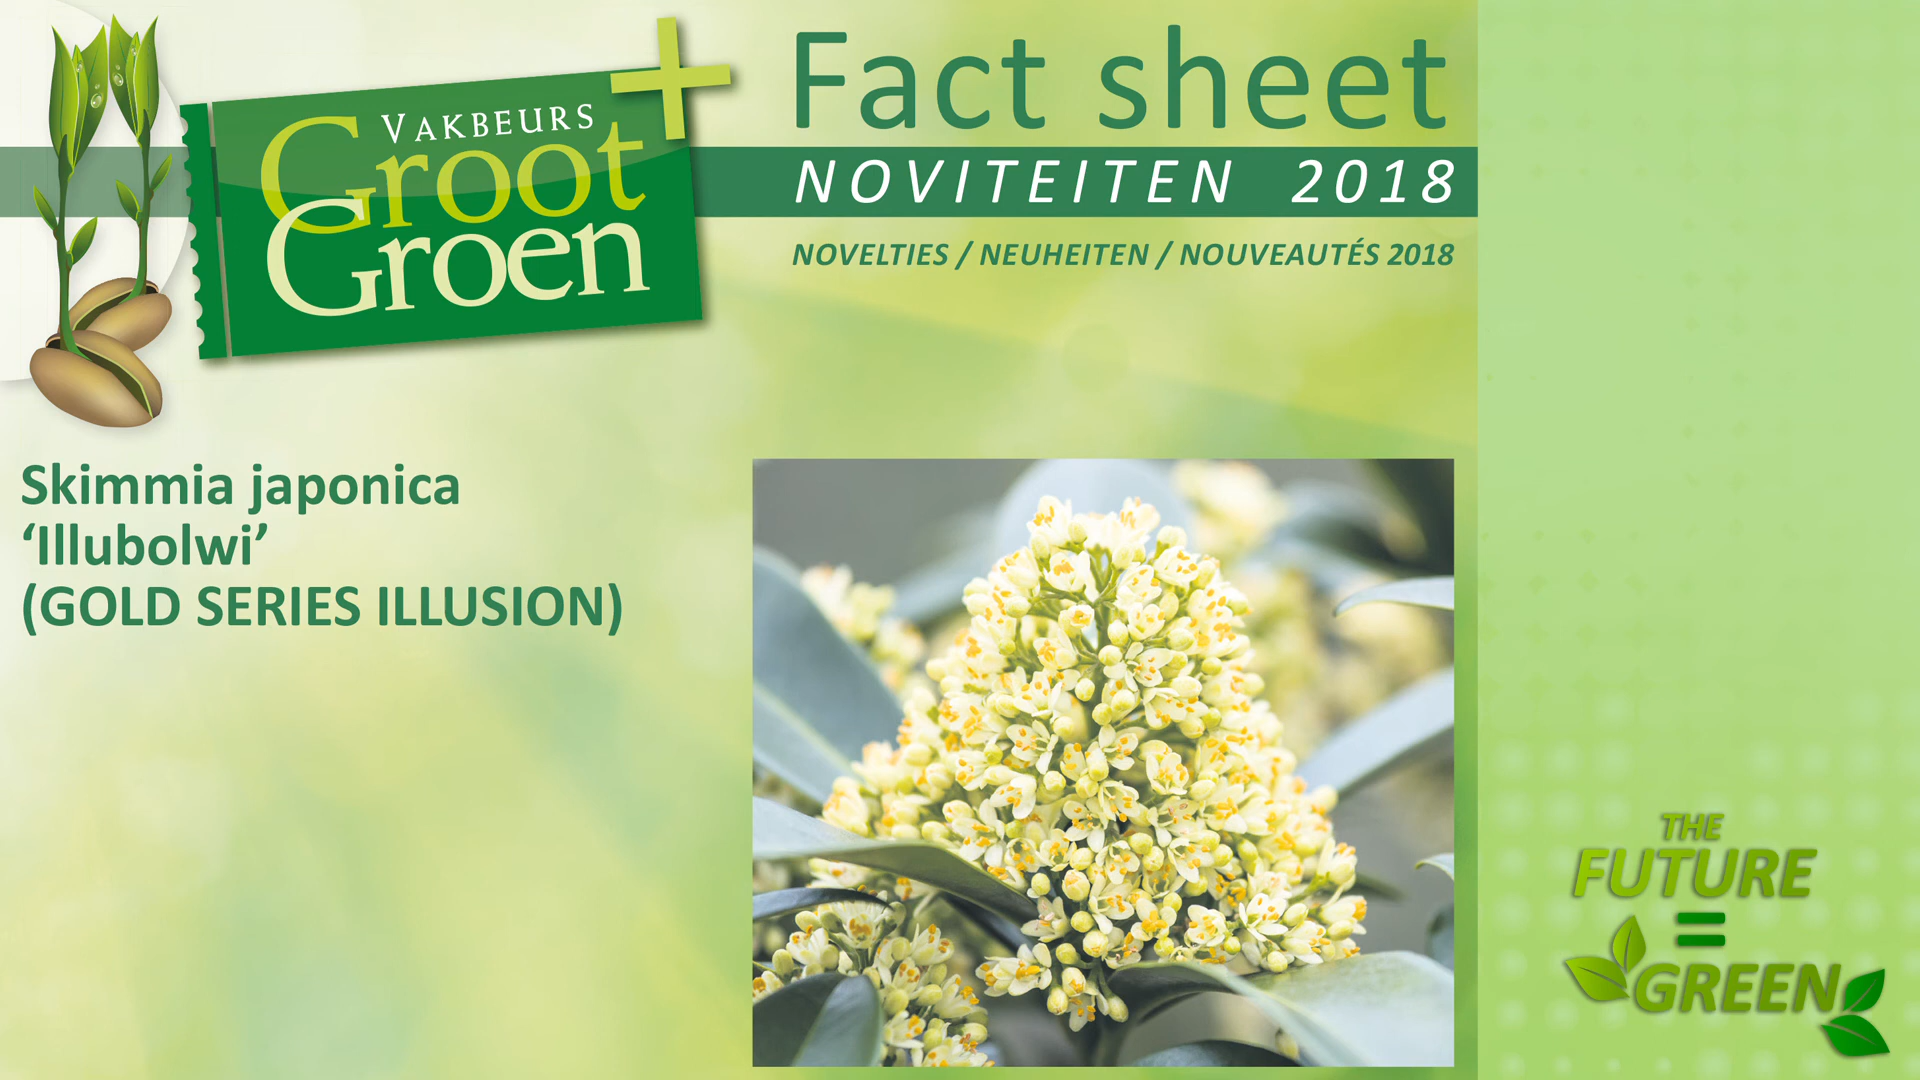 VAKBEURS
Groot
Groen
Fact sheet
NOVITEITEN 2018
NOVELTIES / NEUHEITEN / NOUVEAUTÉS 2018
Skimmia japonica
‘Illubolwi’
(GOLD SERIES ILLUSION)
THE
FUTURE
=
GREEN